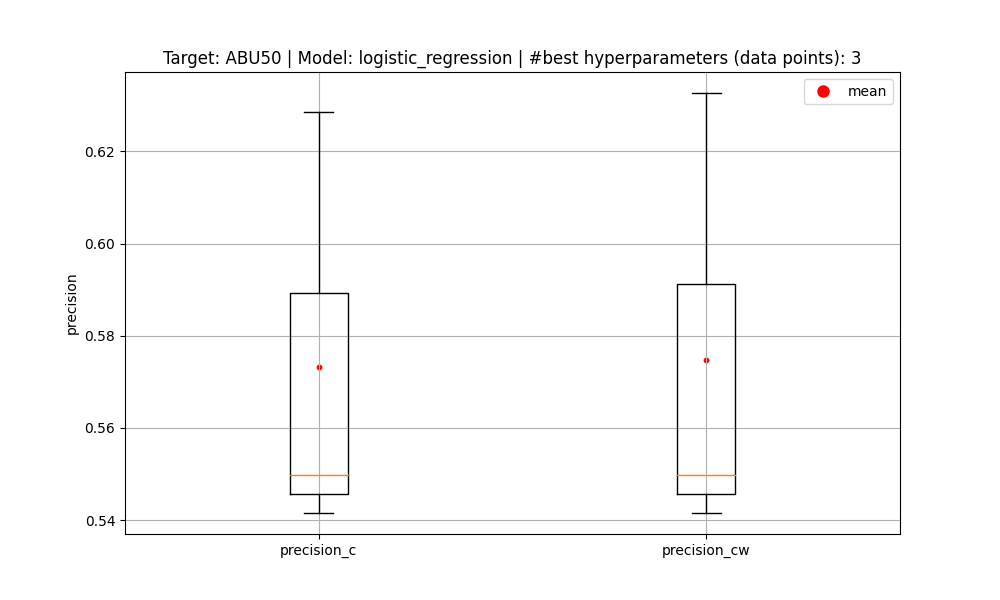 Target: ABU50 | Model: logistic_regression | #best hyperparameters (data points): 3
mean
0.62
0.60
0.58
0.56
0.54
precision
precision_c
precision_cw